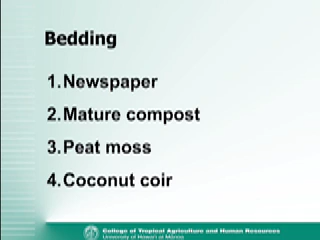 Bedding
1. Newspaper
2. Mature compost
3. Peat moss
4. Coconut coir
College of Tropical Agriculture and Human Resources
University of Hawai'i at Mānoa